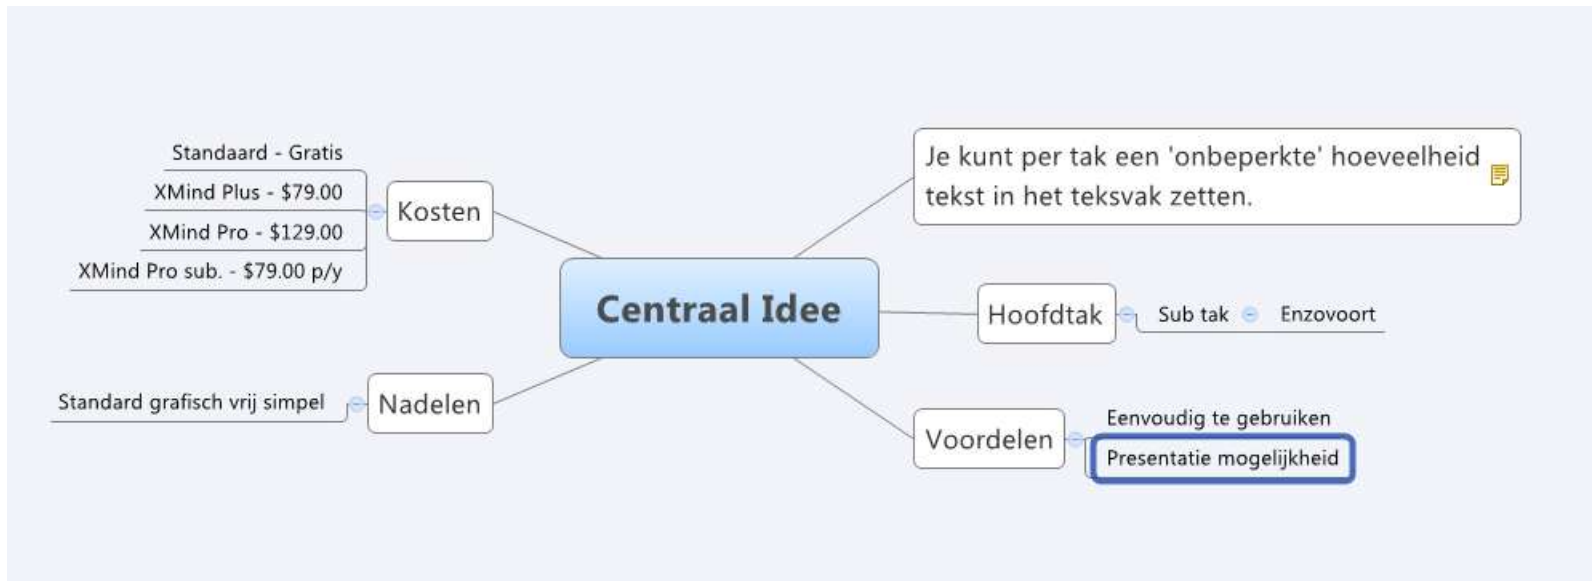 Standaard - Gratis
XMind Plus - $79.00
XMind Pro - $129.00
XMind Pro sub. - $79.00 p/y
Kosten
Je kunt per tak een 'onbeperkte' hoeveelheid
tekst in het teksvak zetten.
Centraal Idee
Hoofdtak
Sub tak
Enzovoort
Standard grafisch vrij simpel
Nadelen
Voordelen
Eenvoudig te gebruiken
Presentatie mogelijkheid